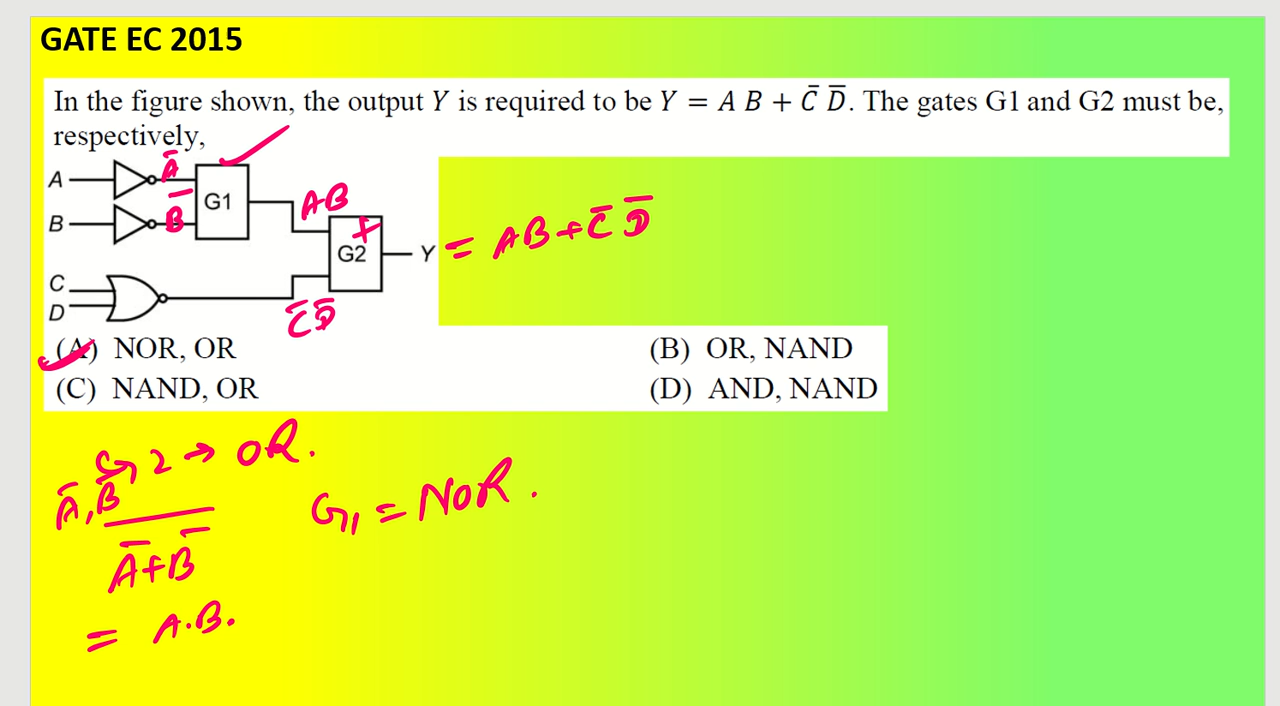 GATE EC 2015
In the figure shown, the output Y is required to be Y = A B + C̄ D̄. The gates G1 and G2 must be,
respectively,
A
Ā
G1
B
B̄
AB
+
G2
Y
= AB + C̄ D̄
C
D
C̄ D̄
(A) NOR, OR
(B) OR, NAND
(C) NAND, OR
(D) AND, NAND
G2 → OR.
Ā, B̄
G1 = NOR.
Ā+B̄
= A.B.